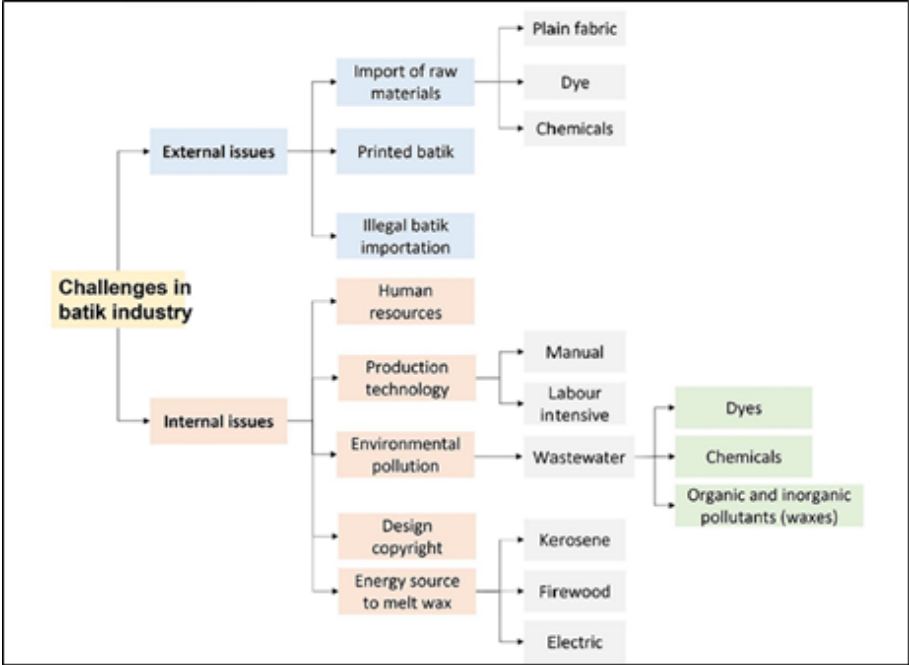 Challenges in
batik industry
External issues
Import of raw
materials
Plain fabric
Dye
Chemicals
Printed batik
Illegal batik
importation
Internal issues
Human
resources
Production
technology
Manual
Labour
intensive
Environmental
pollution
Wastewater
Dyes
Chemicals
Organic and inorganic
pollutants (waxes)
Design
copyright
Energy source
to melt wax
Kerosene
Firewood
Electric